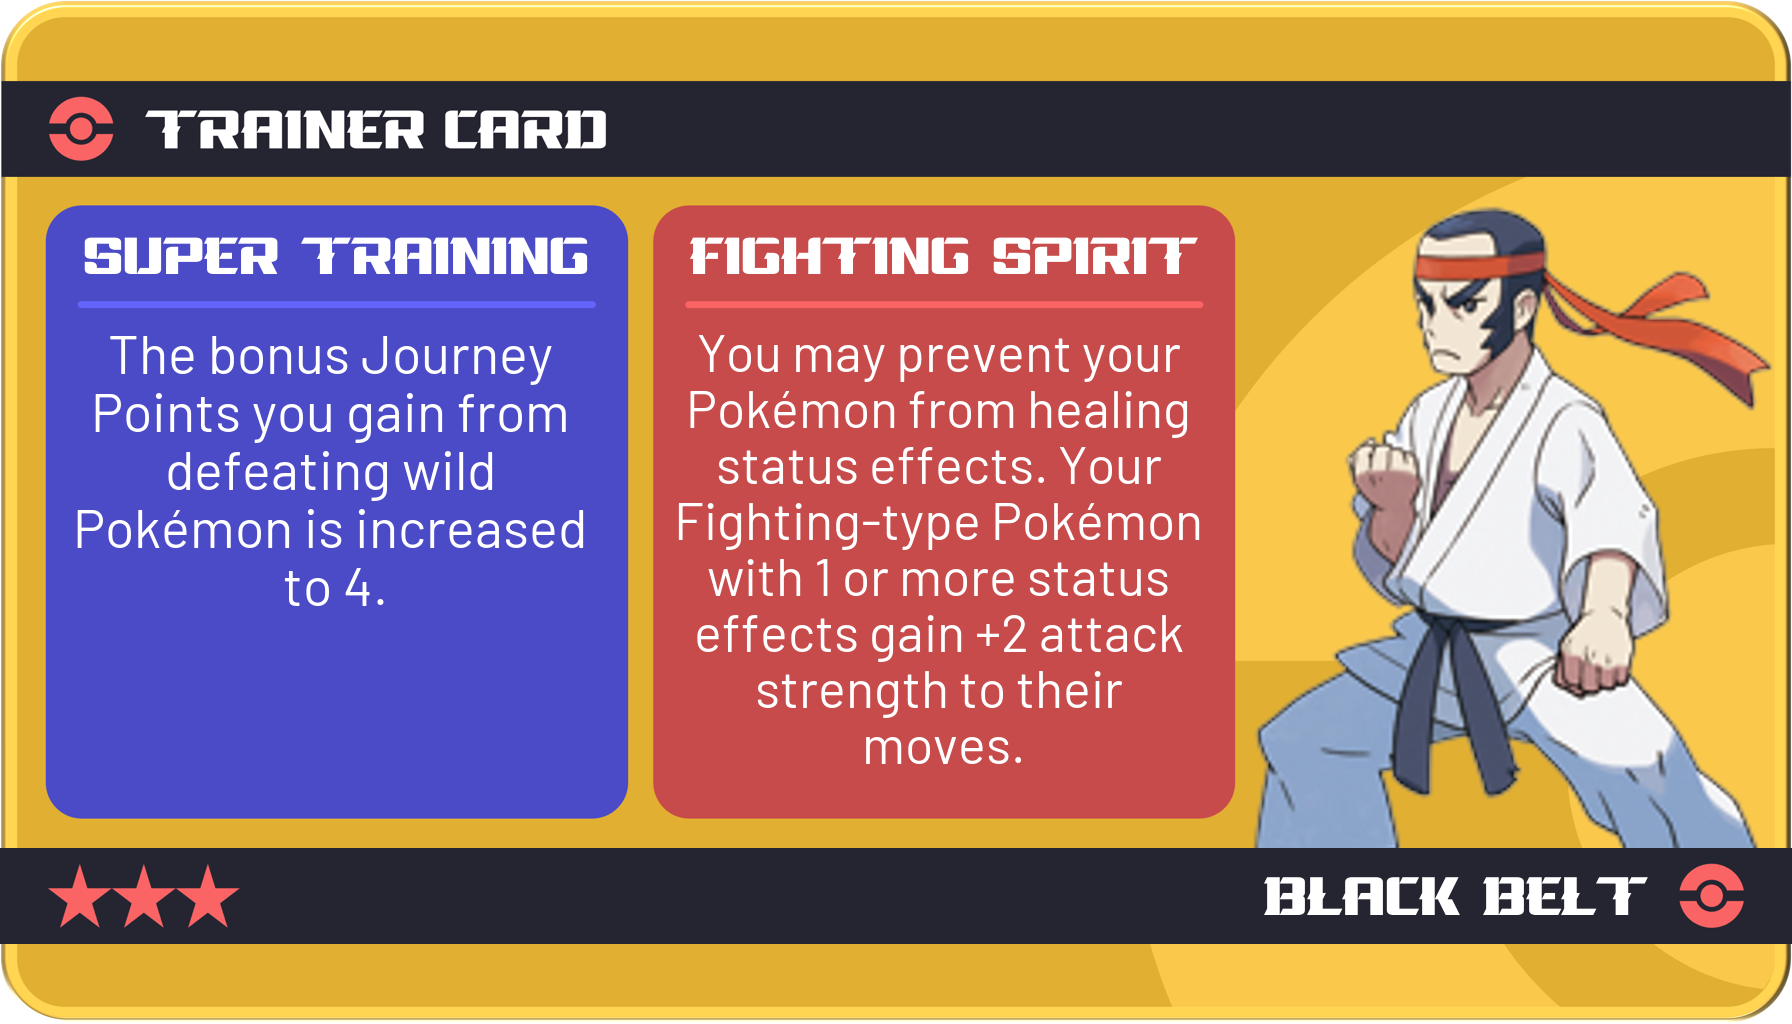 TRAINER CARD
SUPER TRAINING
The bonus Journey
Points you gain from
defeating wild
Pokémon is increased
to 4.
FIGHTING SPIRIT
You may prevent your
Pokémon from healing
status effects. Your
Fighting-type Pokémon
with 1 or more status
effects gain +2 attack
strength to their
moves.
BLACK BELT